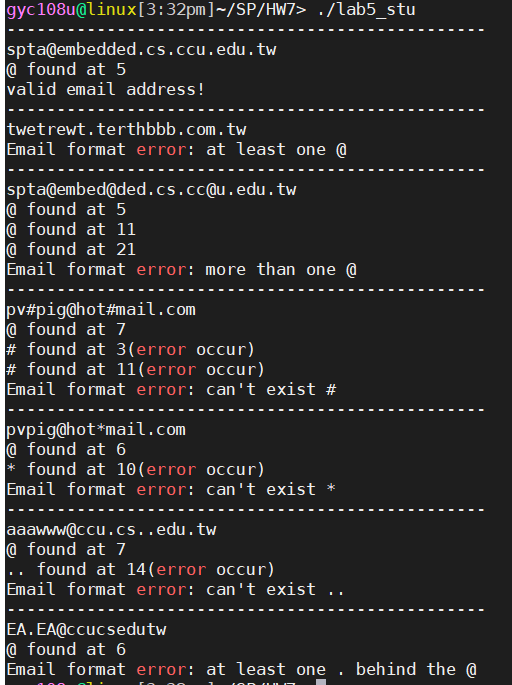 gyc108u@linux[3:32pm]~/SP/HW7> ./lab5_stu
------------------------------------------------
spta@embedded.cs.ccu.edu.tw
@ found at 5
valid email address!
------------------------------------------------
twetrewt.terthbbb.com.tw
Email format error: at least one @
------------------------------------------------
spta@embed@ded.cs.cc@u.edu.tw
@ found at 5
@ found at 11
@ found at 21
Email format error: more than one @
------------------------------------------------
pv#pig@hot#mail.com
@ found at 7
# found at 3(error occur)
# found at 11(error occur)
Email format error: can't exist #
------------------------------------------------
pvpig@hot*mail.com
@ found at 6
* found at 10(error occur)
Email format error: can't exist *
------------------------------------------------
aaawww@ccu.cs..edu.tw
@ found at 7
.. found at 14(error occur)
Email format error: can't exist ..
------------------------------------------------
EA.EA@ccucsedutw
@ found at 6
Email format error: at least one . behind the @